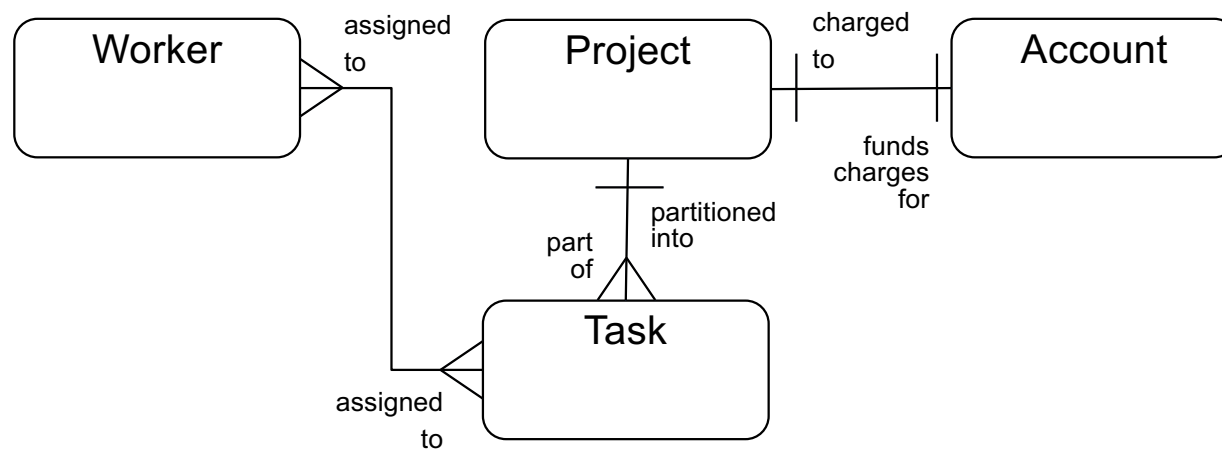 Worker
assigned
to
Project
charged
to
Account
funds
charges
for
partitioned
into
part
of
Task
assigned
to